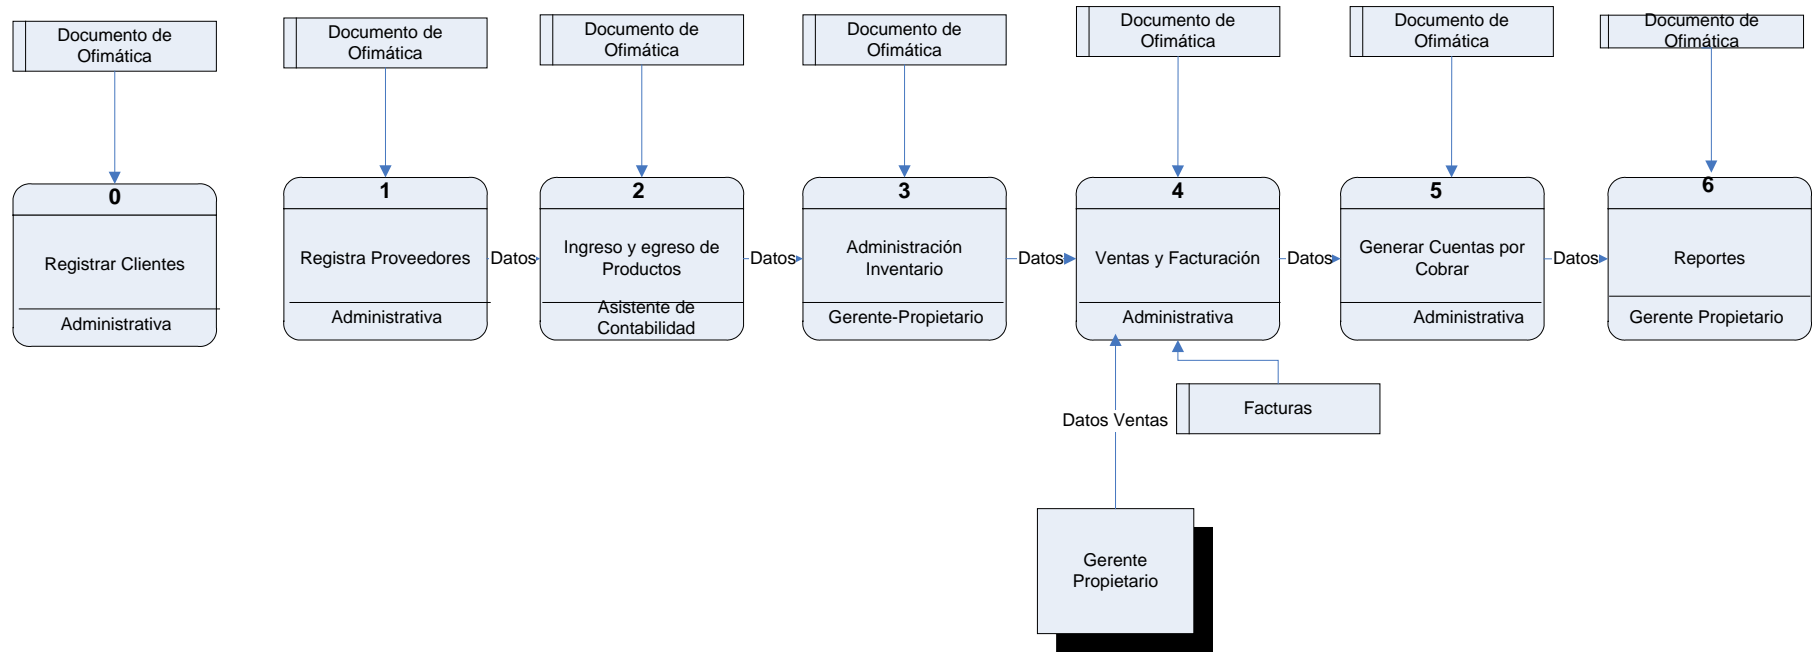 Documento de
Ofimática
Documento de
Ofimática
Documento de
Ofimática
Documento de
Ofimática
Documento de
Ofimática
Documento de
Ofimática
Documento de
Ofimática
0
Registrar Clientes
Administrativa
1
Registra Proveedores
Administrativa
Datos
2
Ingreso y egreso de
Productos
Asistente de
Contabilidad
Datos
3
Administración
Inventario
Gerente-Propietario
Datos
4
Ventas y Facturación
Administrativa
Datos
5
Generar Cuentas por
Cobrar
Administrativa
Datos
6
Reportes
Gerente Propietario
Datos Ventas
Facturas
Gerente
Propietario